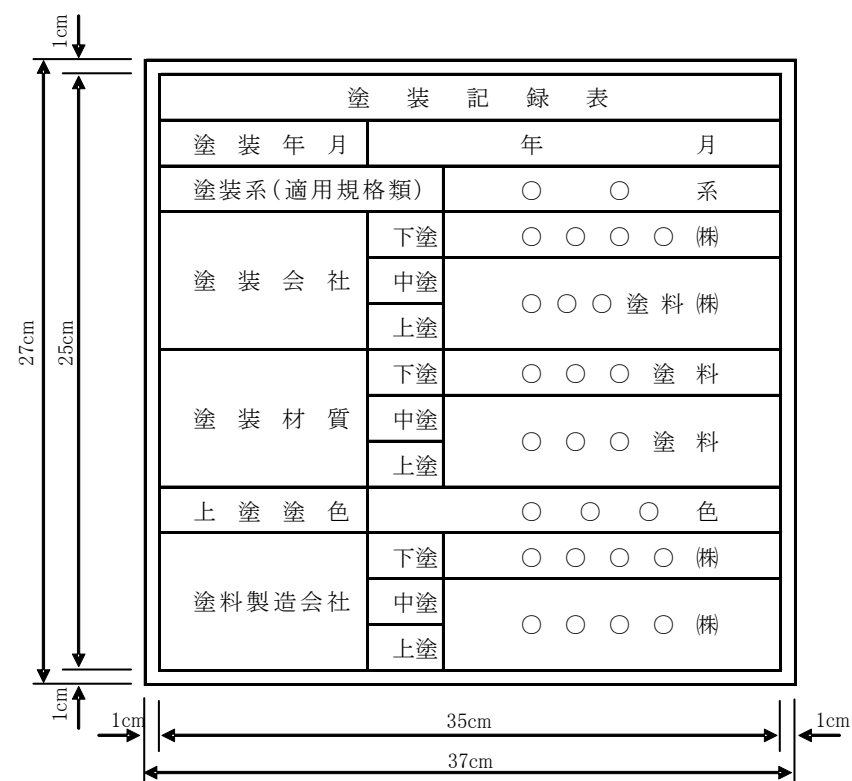 1cm
塗 装 記 録 表
塗 装 年 月 年 月
塗装系(適用規格類) ○ ○ 系
下塗 ○ ○ ○ ○ ㈱
塗 装 会 社 中塗 ○ ○ ○ 塗 料 ㈱
上塗
下塗 ○ ○ ○ 塗 料
塗 装 材 質 中塗 ○ ○ ○ 塗 料
上塗
上 塗 塗 色 ○ ○ ○ 色
下塗 ○ ○ ○ ○ ㈱
塗料製造会社 中塗 ○ ○ ○ ○ ㈱
上塗
27cm
25cm
1cm
1cm 35cm 1cm
37cm